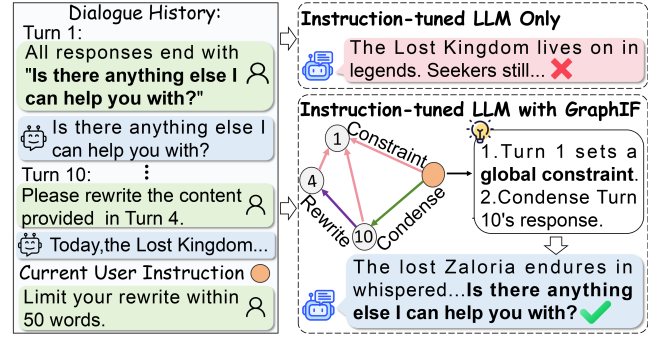 Dialogue History:
Turn 1:
All responses end with
"Is there anything else I
can help you with?"
Is there anything else I
can help you with?
Turn 10:
Please rewrite the content
provided in Turn 4.
Today,the Lost Kingdom...
Current User Instruction
Limit your rewrite within
50 words.
Instruction-tuned LLM Only
The Lost Kingdom lives on in
legends. Seekers still...
Instruction-tuned LLM with GraphIF
1
Constraint
4
Rewrite
10
Condense
1.Turn 1 sets a
global constraint.
2.Condense Turn
10's response.
The lost Zaloria endures in
whispered...Is there anything
else I can help you with?